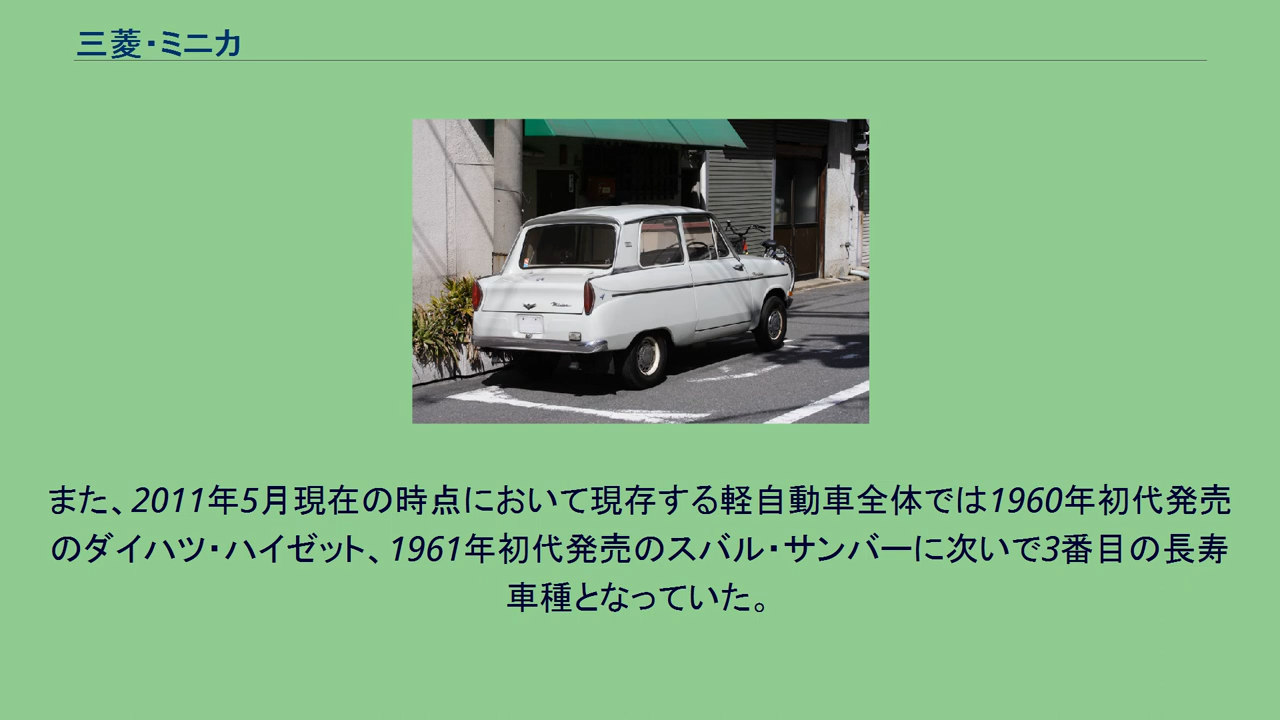 三菱・ミニカ
また、2011年5月現在の時点において現存する軽自動車全体では1960年初代発売
のダイハツ・ハイゼット、1961年初代発売のスバル・サンバーに次いで3番目の長寿
車種となっていた。